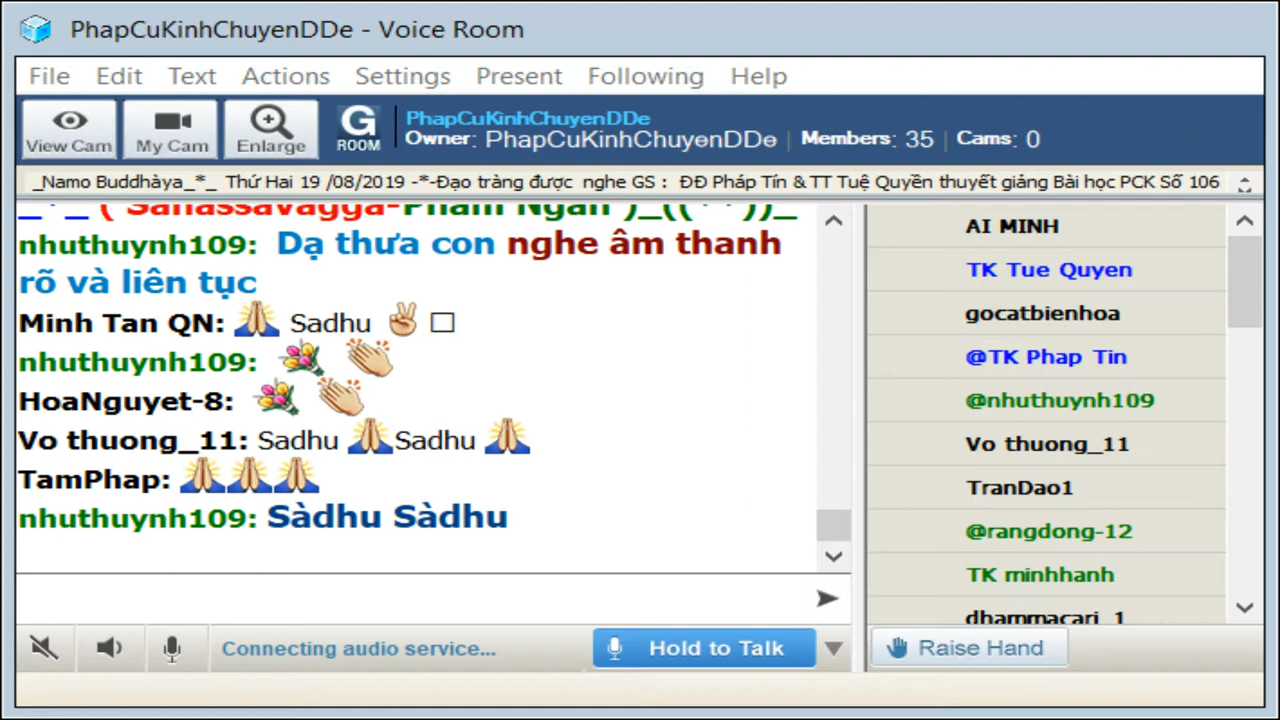 PhapCuKinhChuyenDDe - Voice Room
File Edit Text Actions Settings Present Following Help
View Cam My Cam Enlarge G ROOM
PhapCuKinhChuyenDDe
Owner: PhapCuKinhChuyenDDe | Members: 35 | Cams: 0
_Namo Buddhàya_*_ Thứ Hai 19 /08/2019 -*-Đạo tràng được nghe GS : ĐĐ Pháp Tín & TT Tuệ Quyền thuyết giảng Bài học PCK Số 106
_*_ ( Sahassavagga-Phẩm Ngàn )_((**))_
nhuthuynh109: Dạ thưa con nghe âm thanh
rõ và liên tục
Minh Tan QN: 🙏 Sadhu ✌ □
nhuthuynh109: 💐 👏
HoaNguyet-8: 💐 👏
Vo thuong_11: Sadhu 🙏Sadhu 🙏
TamPhap: 🙏🙏🙏
nhuthuynh109: Sàdhu Sàdhu
AI MINH
TK Tue Quyen
gocatbienhoa
@TK Phap Tin
@nhuthuynh109
Vo thuong_11
TranDao1
@rangdong-12
TK minhhanh
dhammacari_1
Connecting audio service...
Hold to Talk
Raise Hand